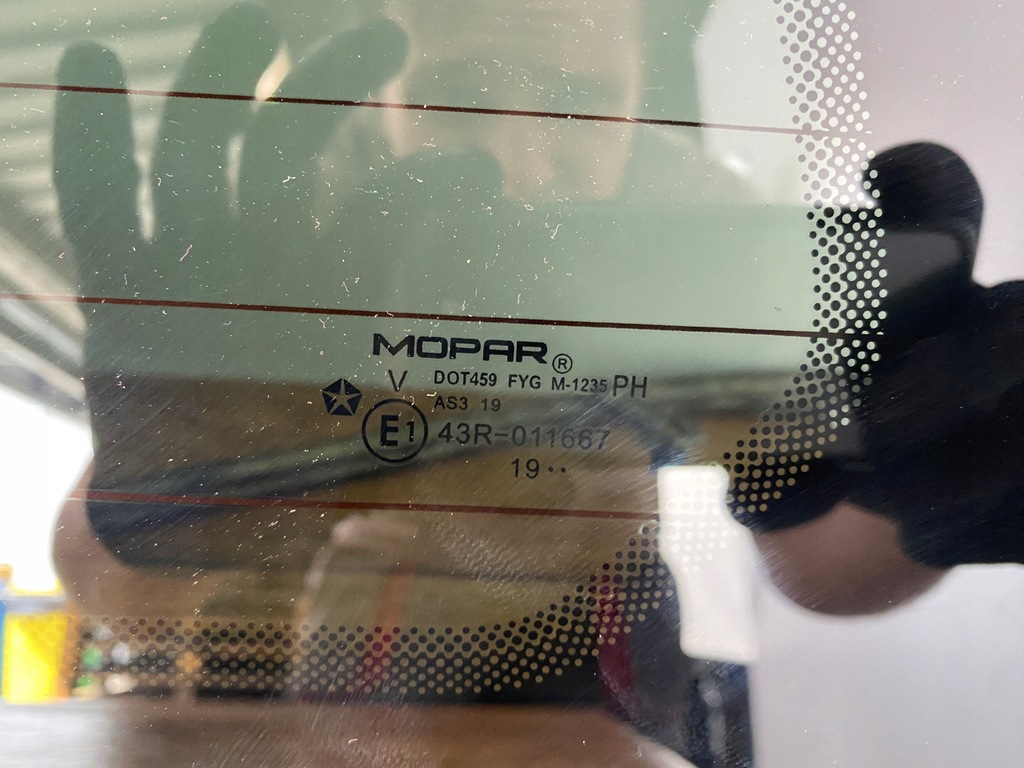 MOPAR®
V DOT459 FYG M-1235 PH
AS3 19
E1 43R-011667
19··